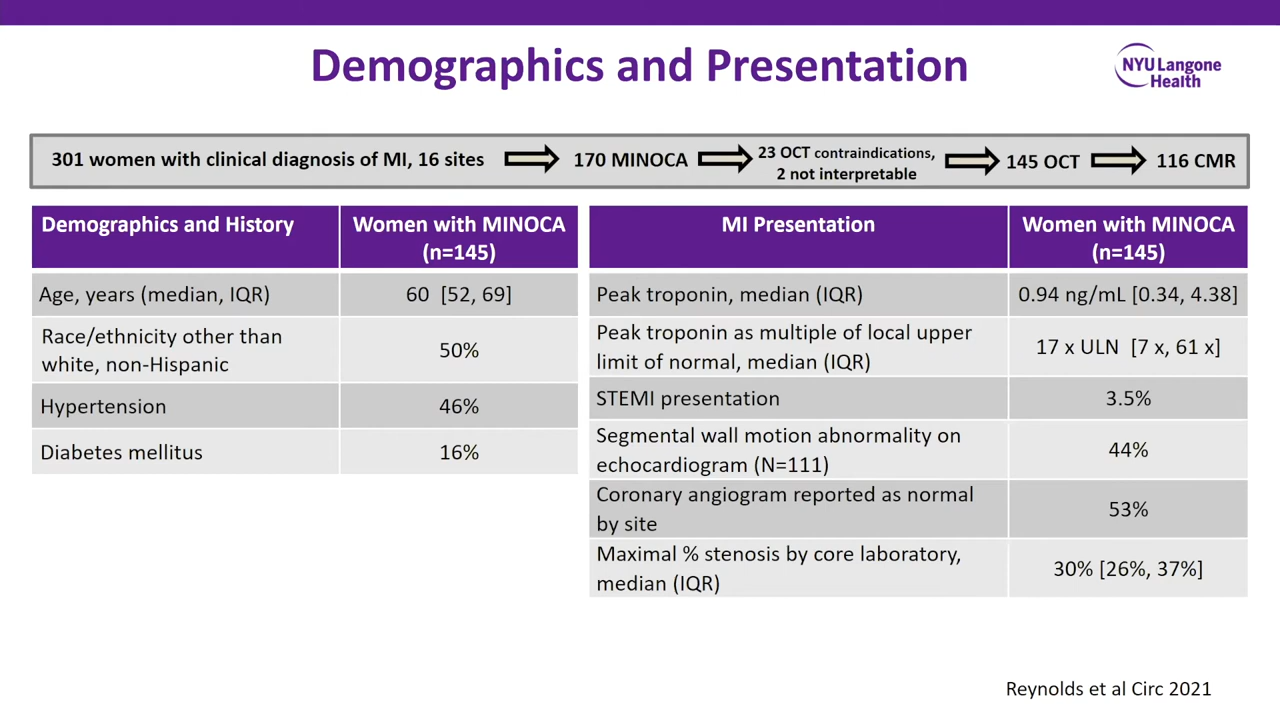 Demographics and Presentation
NYU Langone
Health
301 women with clinical diagnosis of MI, 16 sites
170 MINOCA
23 OCT contraindications,
2 not interpretable
145 OCT
116 CMR
Demographics and History
Women with MINOCA
(n=145)
Age, years (median, IQR)
60 [52, 69]
Race/ethnicity other than
white, non-Hispanic
50%
Hypertension
46%
Diabetes mellitus
16%
MI Presentation
Women with MINOCA
(n=145)
Peak troponin, median (IQR)
0.94 ng/mL [0.34, 4.38]
Peak troponin as multiple of local upper
limit of normal, median (IQR)
17 x ULN [7 x, 61 x]
STEMI presentation
3.5%
Segmental wall motion abnormality on
echocardiogram (N=111)
44%
Coronary angiogram reported as normal
by site
53%
Maximal % stenosis by core laboratory,
median (IQR)
30% [26%, 37%]
Reynolds et al Circ 2021